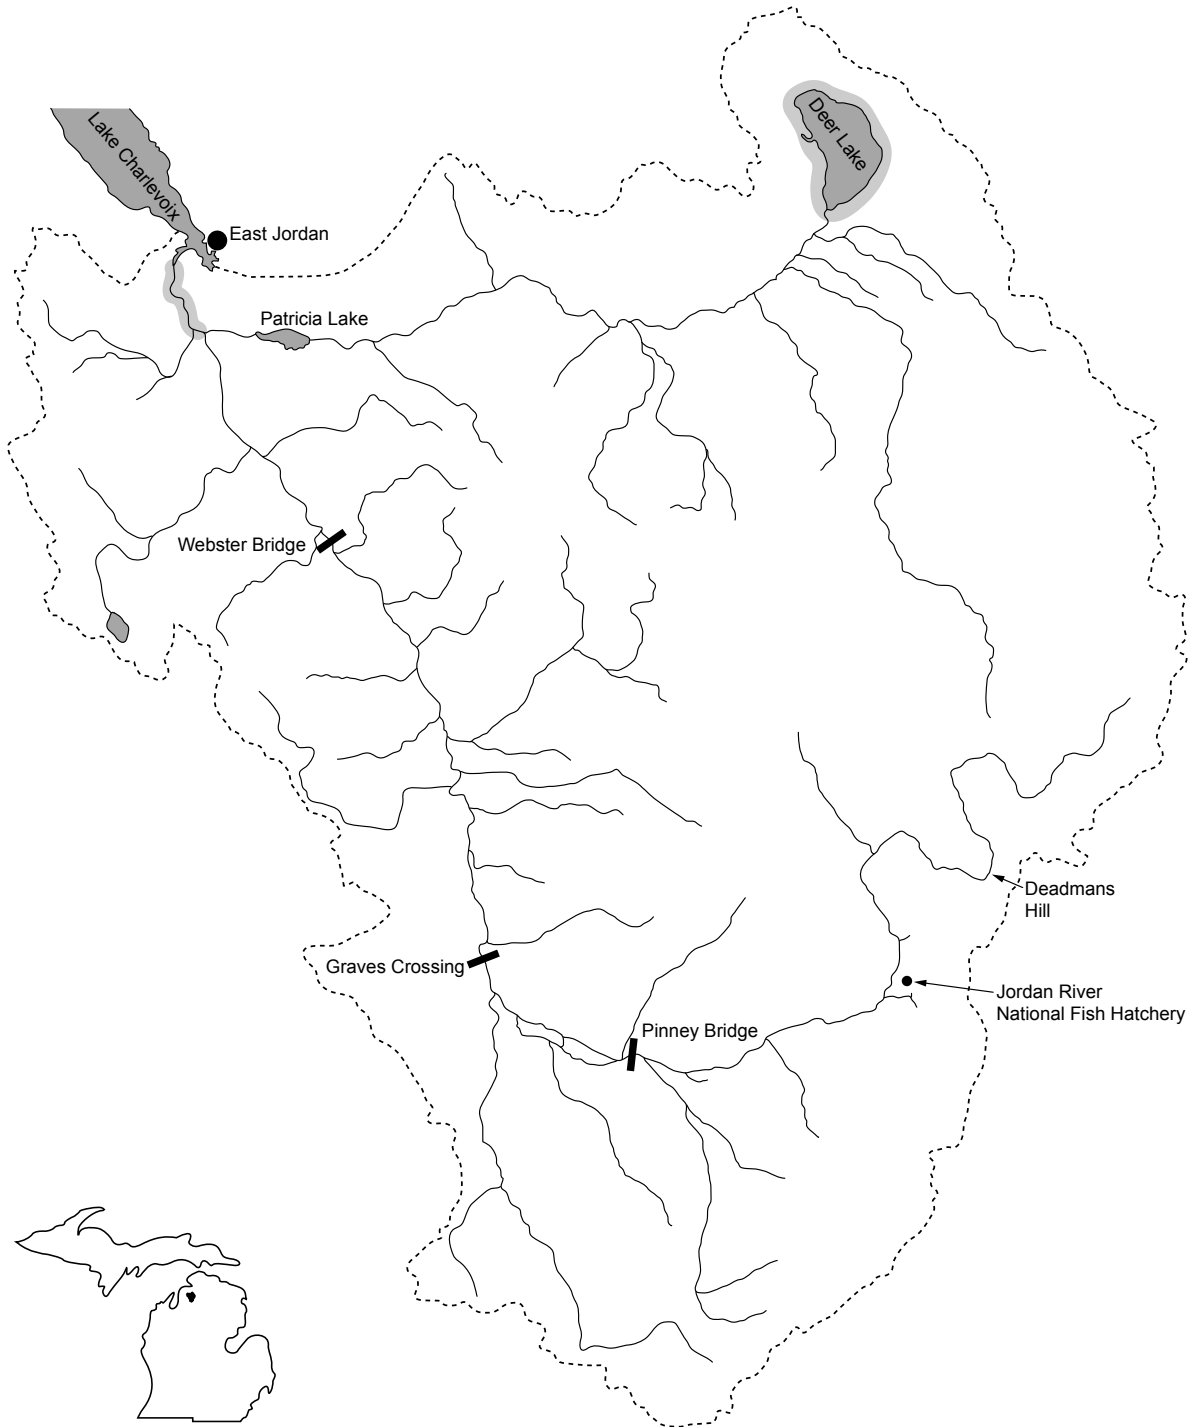 Deer Lake
Lake Charlevoix
East Jordan
Patricia Lake
Webster Bridge
Deadmans
Hill
Graves Crossing
Jordan River
National Fish Hatchery
Pinney Bridge